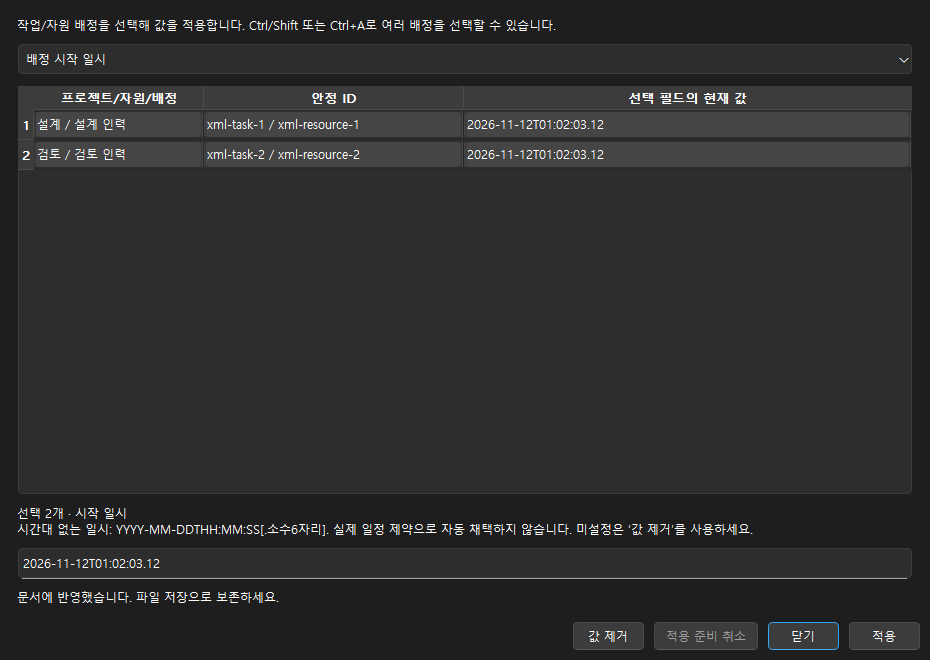 작업/자원 배정을 선택해 값을 적용합니다. Ctrl/Shift 또는 Ctrl+A로 여러 배정을 선택할 수 있습니다.
배정 시작 일시
프로젝트/자원/배정 안정 ID 선택 필드의 현재 값
1 설계 / 설계 인력 xml-task-1 / xml-resource-1 2026-11-12T01:02:03.12
2 검토 / 검토 인력 xml-task-2 / xml-resource-2 2026-11-12T01:02:03.12
선택 2개 · 시작 일시
시간대 없는 일시: YYYY-MM-DDTHH:MM:SS[.소수6자리]. 실제 일정 제약으로 자동 채택하지 않습니다. 미설정은 '값 제거'를 사용하세요.
2026-11-12T01:02:03.12
문서에 반영했습니다. 파일 저장으로 보존하세요.
값 제거 적용 준비 취소 닫기 적용